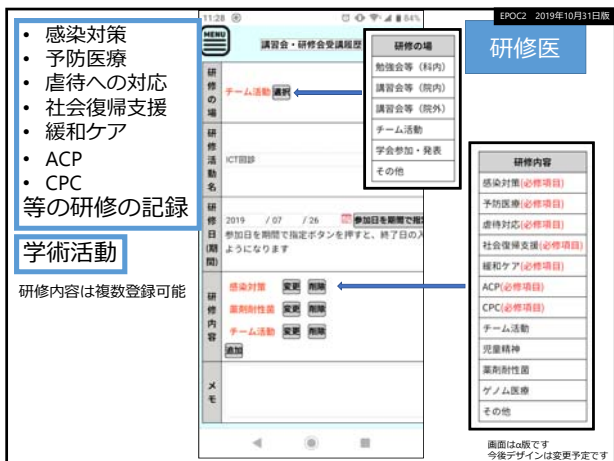 EPOC2 2019年10月31日版
研修医
• 感染対策
• 予防医療
• 虐待への対応
• 社会復帰支援
• 緩和ケア
• ACP
• CPC
等の研修の記録
学術活動
研修内容は複数登録可能
11:28
84%
MENU
講習会・研修会受講履歴
研修の場
チーム活動 選択
研修活動名
ICT回診
研修日(期間)
2019 / 07 / 26 参加日を期間で指定
参加日を期間で指定ボタンを押すと、終了日の入
ようになります
研修内容
感染対策 変更 削除
薬剤耐性菌 変更 削除
チーム活動 変更 削除
追加
メモ
研修の場
勉強会等（科内）
講習会等（院内）
講習会等（院外）
チーム活動
学会参加・発表
その他
研修内容
感染対策(必修項目)
予防医療(必修項目)
虐待対応(必修項目)
社会復帰支援(必修項目)
緩和ケア(必修項目)
ACP(必修項目)
CPC(必修項目)
チーム活動
児童精神
薬剤耐性菌
ゲノム医療
その他
画面はα版です
今後デザインは変更予定です